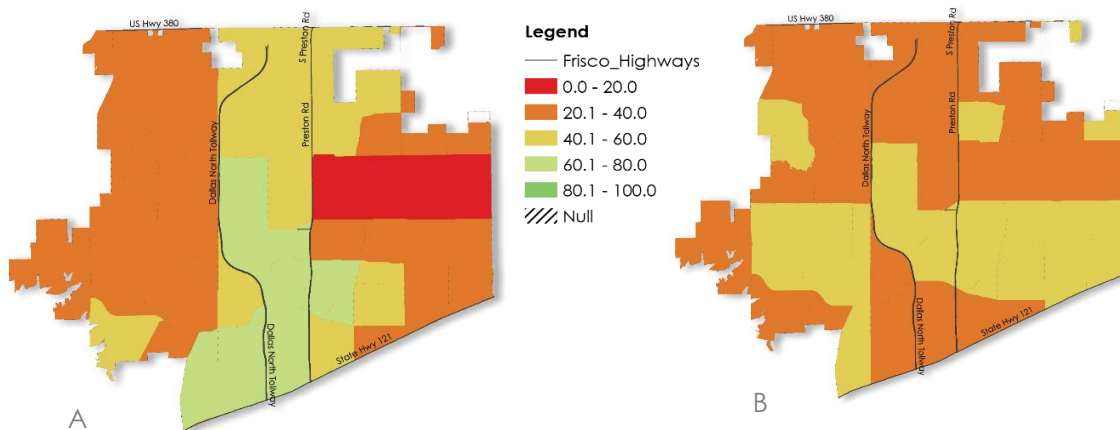 US Hwy 380
S Preston Rd
Preston Rd
Dallas North Tollway
Dallas North Tollway
State Hwy 121
A
Legend
Frisco_Highways
0.0 - 20.0
20.1 - 40.0
40.1 - 60.0
60.1 - 80.0
80.1 - 100.0
Null
US Hwy 380
S Preston Rd
Preston Rd
Dallas North Tollway
Dallas North
Tollway
State Hwy 121
B